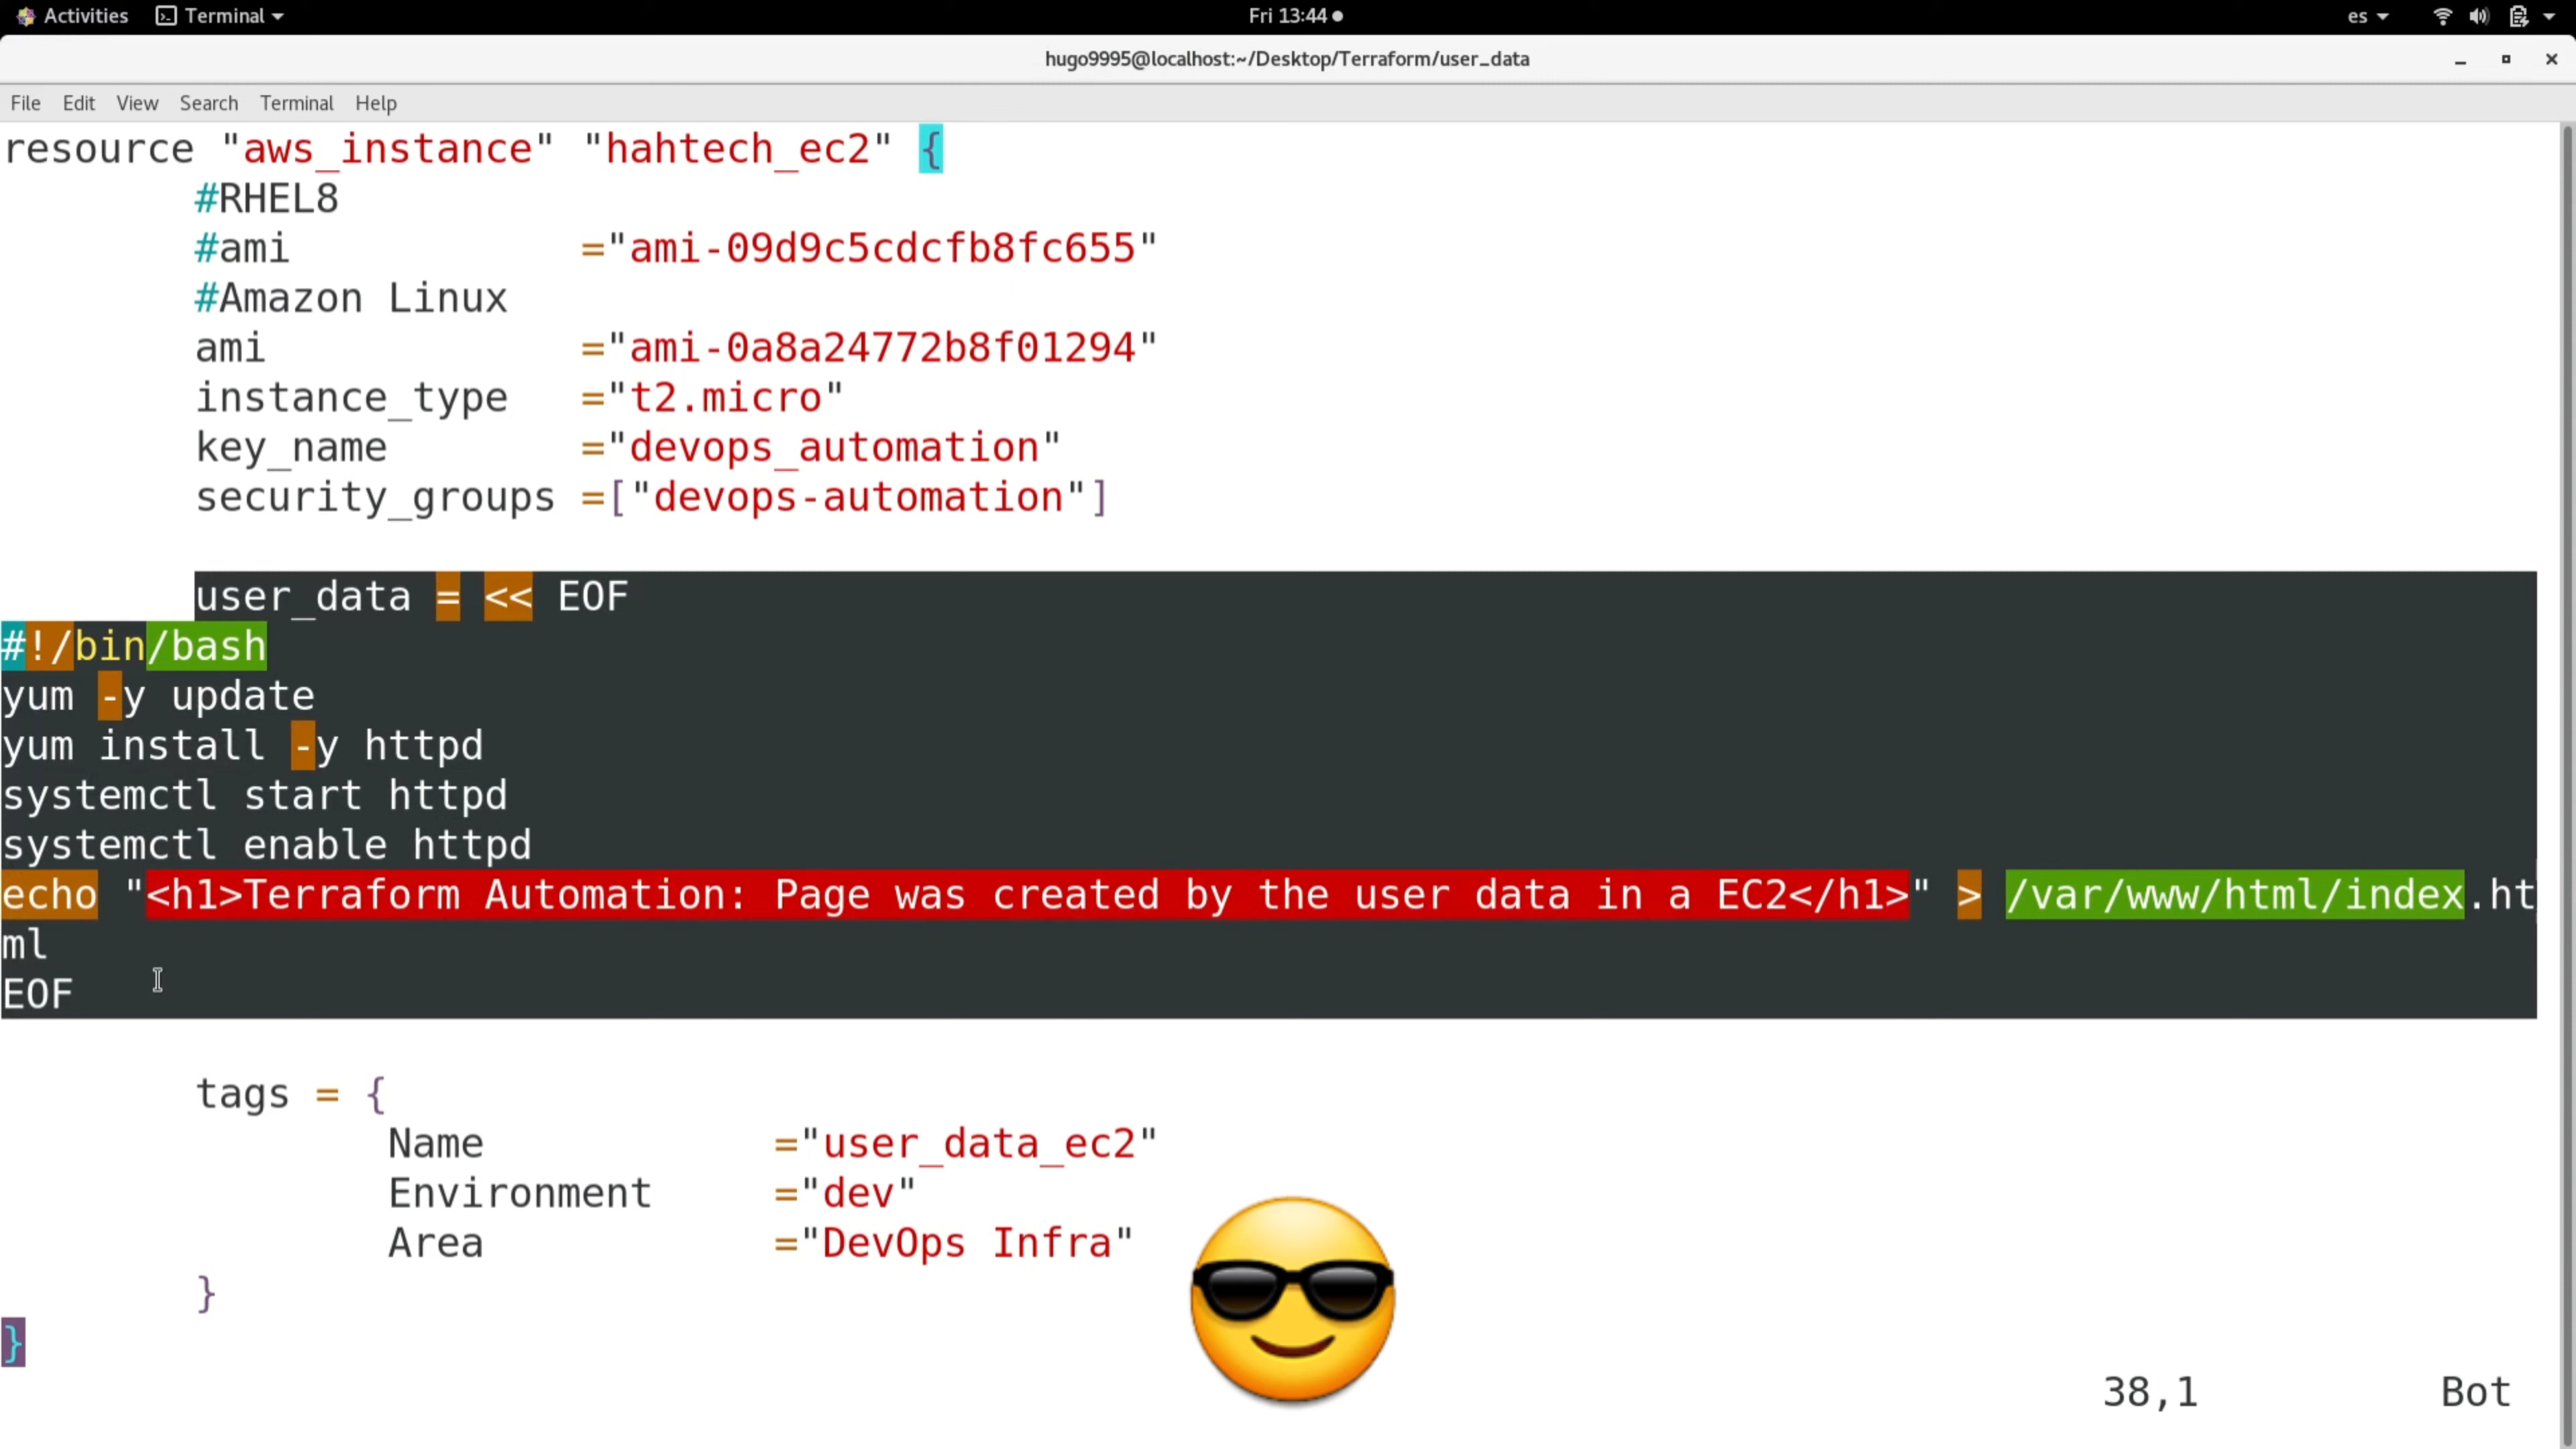 Activities Terminal Fri 13:44 es
hugo9995@localhost:~/Desktop/Terraform/user_data
File Edit View Search Terminal Help
resource "aws_instance" "hahtech_ec2" {
#RHEL8
#ami ="ami-09d9c5cdcfb8fc655"
#Amazon Linux
ami ="ami-0a8a24772b8f01294"
instance_type ="t2.micro"
key_name ="devops_automation"
security_groups =["devops-automation"]
user_data = << EOF
#!/bin/bash
yum -y update
yum install -y httpd
systemctl start httpd
systemctl enable httpd
echo "<h1>Terraform Automation: Page was created by the user data in a EC2</h1>" > /var/www/html/index.ht
ml
EOF
tags = {
Name ="user_data_ec2"
Environment ="dev"
Area ="DevOps Infra"
}
}
38,1 Bot